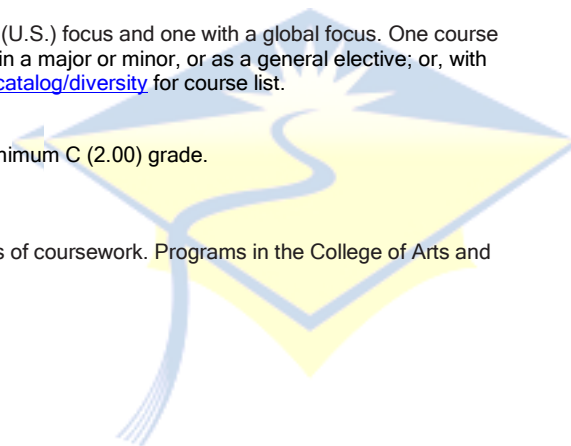 (U.S.) focus and one with a global focus. One course
in a major or minor, or as a general elective; or, with
catalog/diversity for course list.
nimum C (2.00) grade.
s of coursework. Programs in the College of Arts and